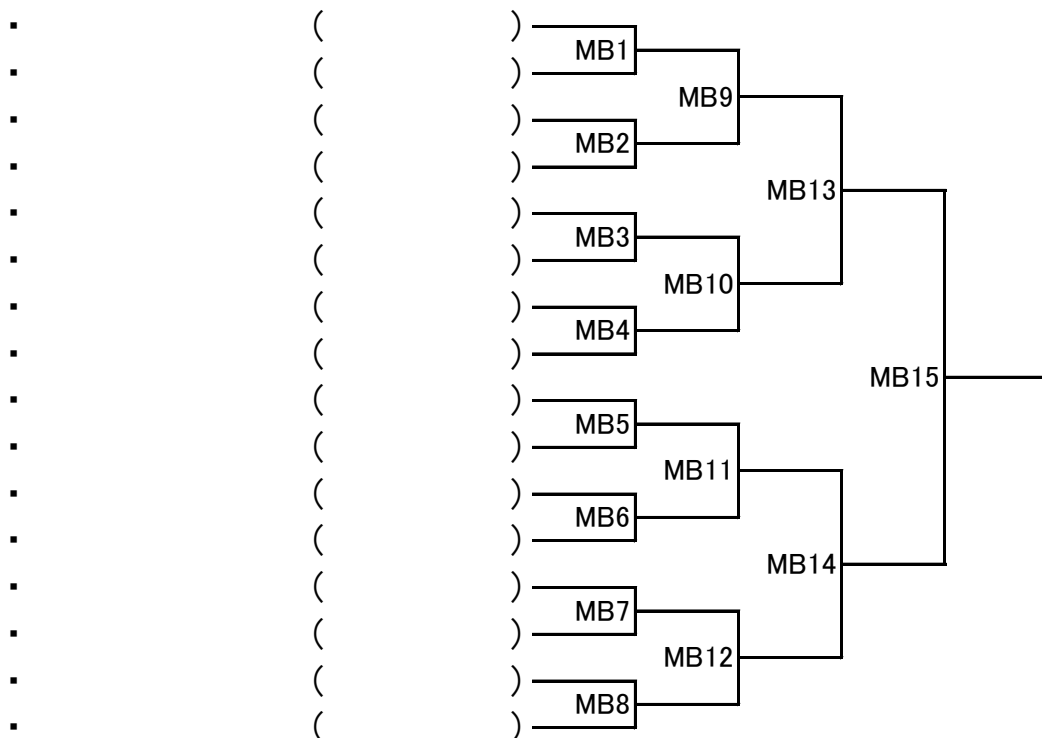 ▪ ( )
MB1
▪ ( )
MB9
▪ ( )
MB2
▪ ( )
MB13
▪ ( )
MB3
▪ ( )
MB10
▪ ( )
MB4
▪ ( )
MB15
▪ ( )
MB5
▪ ( )
MB11
▪ ( )
MB6
▪ ( )
MB14
▪ ( )
MB7
▪ ( )
MB12
▪ ( )
MB8
▪ ( )